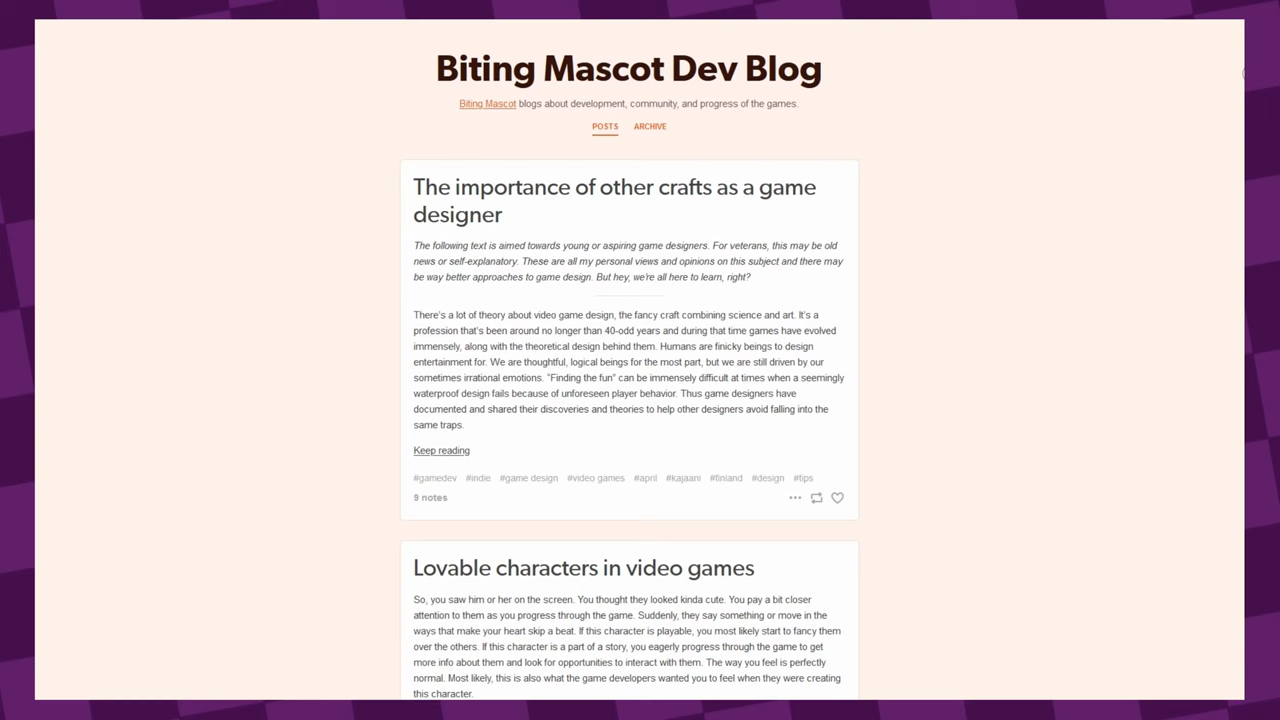 Biting Mascot Dev Blog
Biting Mascot blogs about development, community, and progress of the games.
POSTS ARCHIVE
The importance of other crafts as a game
designer
The following text is aimed towards young or aspiring game designers. For veterans, this may be old
news or self-explanatory. These are all my personal views and opinions on this subject and there may
be way better approaches to game design. But hey, we're all here to learn, right?
There's a lot of theory about video game design, the fancy craft combining science and art. It's a
profession that's been around no longer than 40-odd years and during that time games have evolved
immensely, along with the theoretical design behind them. Humans are finicky beings to design
entertainment for. We are thoughtful, logical beings for the most part, but we are still driven by our
sometimes irrational emotions. "Finding the fun" can be immensely difficult at times when a seemingly
waterproof design fails because of unforeseen player behavior. Thus game designers have
documented and shared their discoveries and theories to help other designers avoid falling into the
same traps.
Keep reading
#gamedev #indie #game design #video games #april #kajaani #finland #design #tips
9 notes
Lovable characters in video games
So, you saw him or her on the screen. You thought they looked kinda cute. You pay a bit closer
attention to them as you progress through the game. Suddenly, they say something or move in the
ways that make your heart skip a beat. If this character is playable, you most likely start to fancy them
over the others. If this character is a part of a story, you eagerly progress through the game to get
more info about them and look for opportunities to interact with them. The way you feel is perfectly
normal. Most likely, this is also what the game developers wanted you to feel when they were creating
this character.